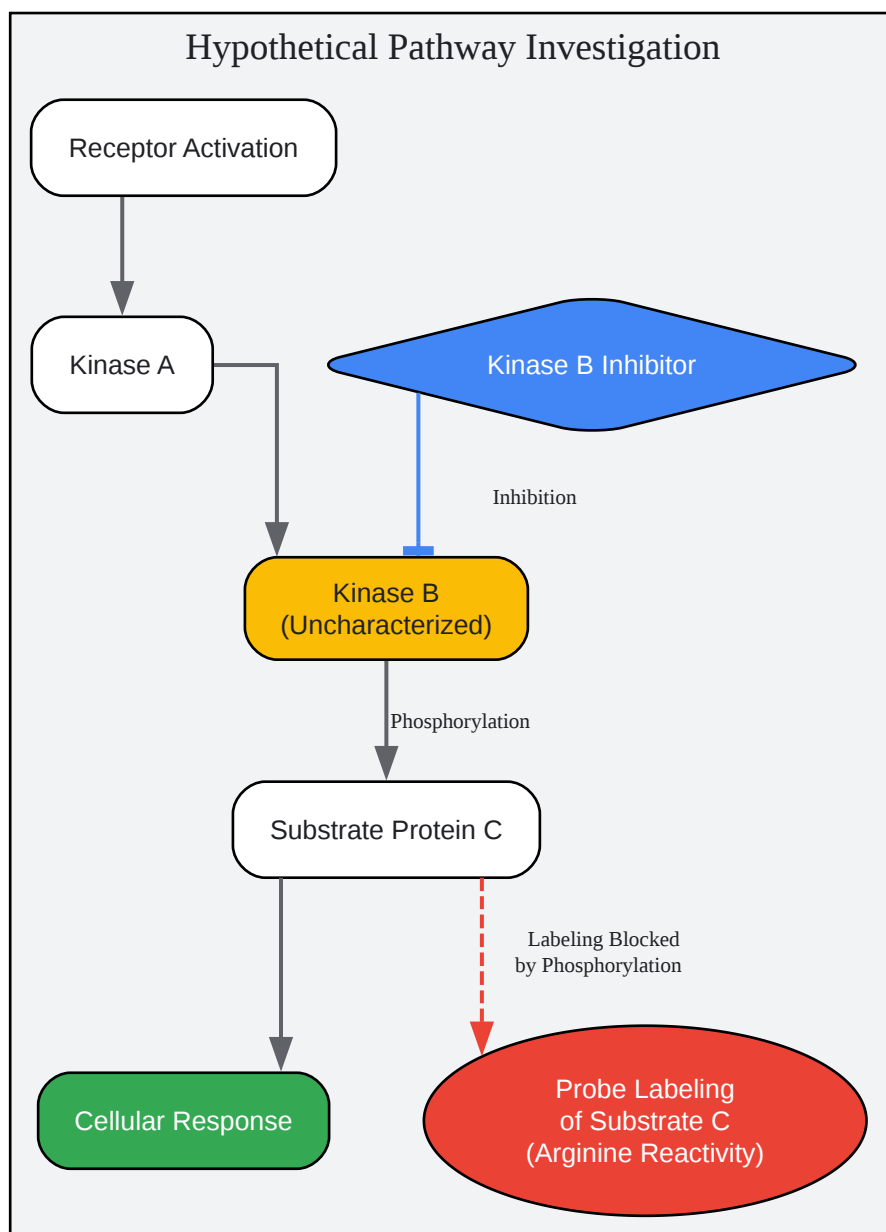 Hypothetical Pathway Investigation
Receptor Activation
Kinase A
Kinase B Inhibitor
Inhibition
Kinase B
(Uncharacterized)
Phosphorylation
Substrate Protein C
Labeling Blocked
by Phosphorylation
Cellular Response
Probe Labeling
of Substrate C
(Arginine Reactivity)